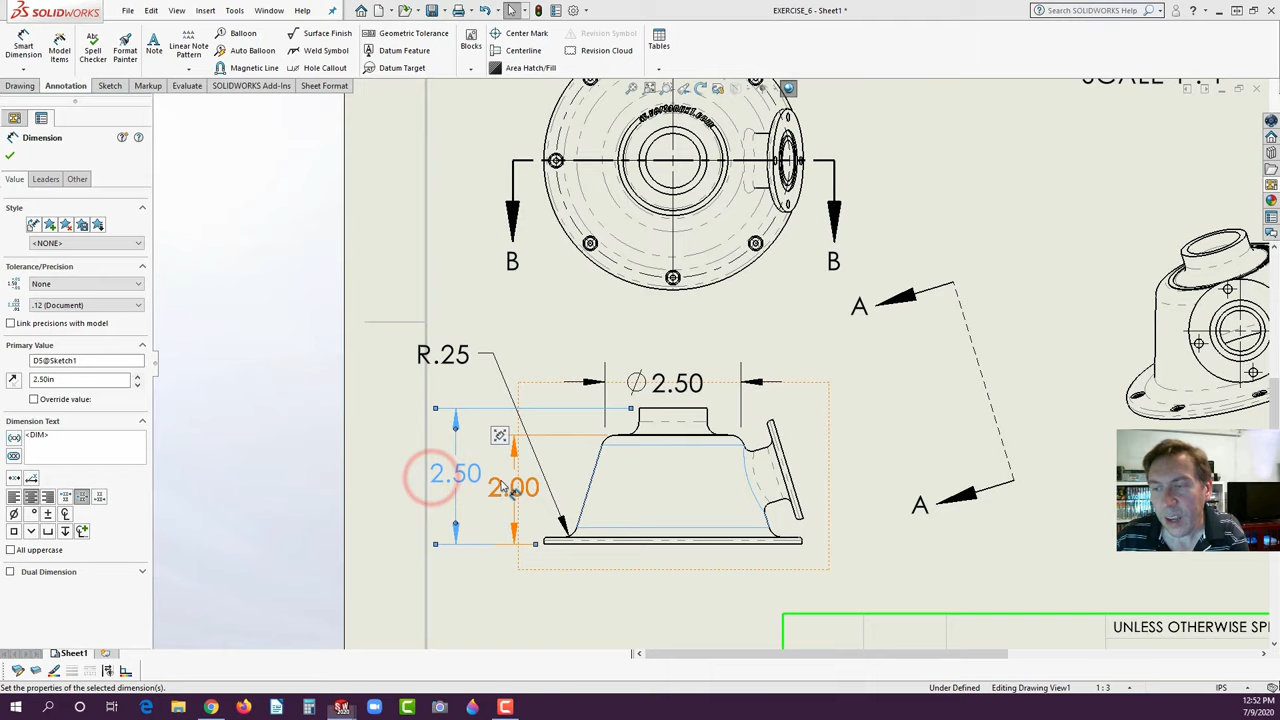 SOLIDWORKS
File Edit View Insert Tools Window Help
EXERCISE_6 - Sheet1 *
Search Commands
Smart Dimension
Model Items
Spell Checker
Format Painter
Note
Linear Note Pattern
Balloon
Auto Balloon
Magnetic Line
Surface Finish
Weld Symbol
Hole Callout
Geometric Tolerance
Datum Feature
Datum Target
Blocks
Center Mark
Centerline
Area Hatch/Fill
Revision Symbol
Revision Cloud
Tables
Drawing Annotation Sketch Markup Evaluate SOLIDWORKS Add-Ins Sheet Format
Dimension
Value Leaders Other
Style
<NONE>
Tolerance/Precision
None
.12 (Document)
Link precisions with model
Primary Value
D5@Sketch1
2.50in
Override value:
Dimension Text
<DIM>
All uppercase
Dual Dimension
B B
A
A
R.25
∅ 2.50
2.50
2.00
UNLESS OTHERWISE SPE
Sheet1
Set the properties of the selected dimension(s).
Under Defined Editing Drawing View1 1 : 3 IPS
12:52 PM
7/9/2020